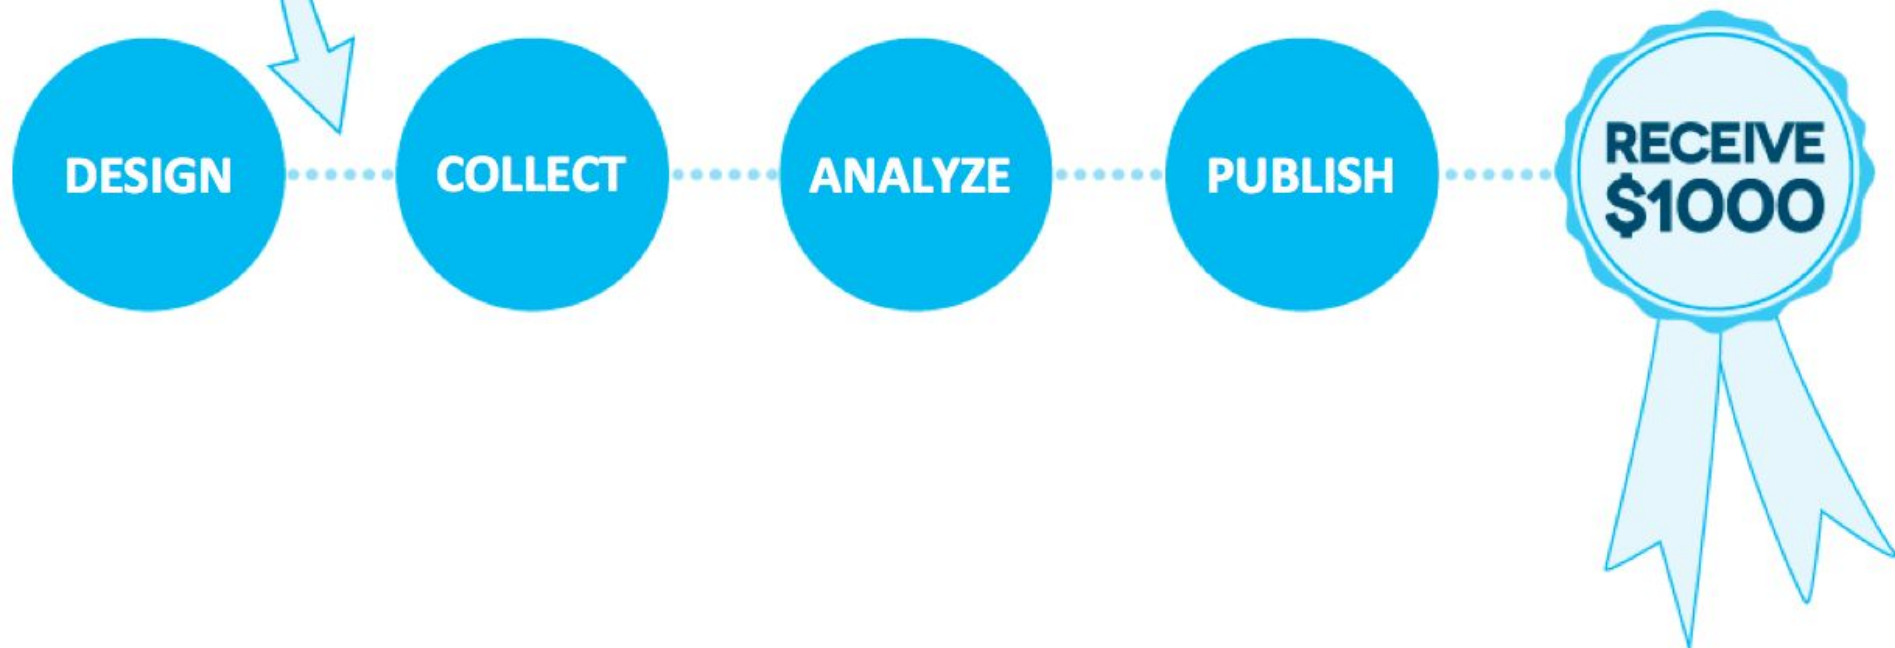 DESIGN
COLLECT
ANALYZE
PUBLISH
RECEIVE
$1000